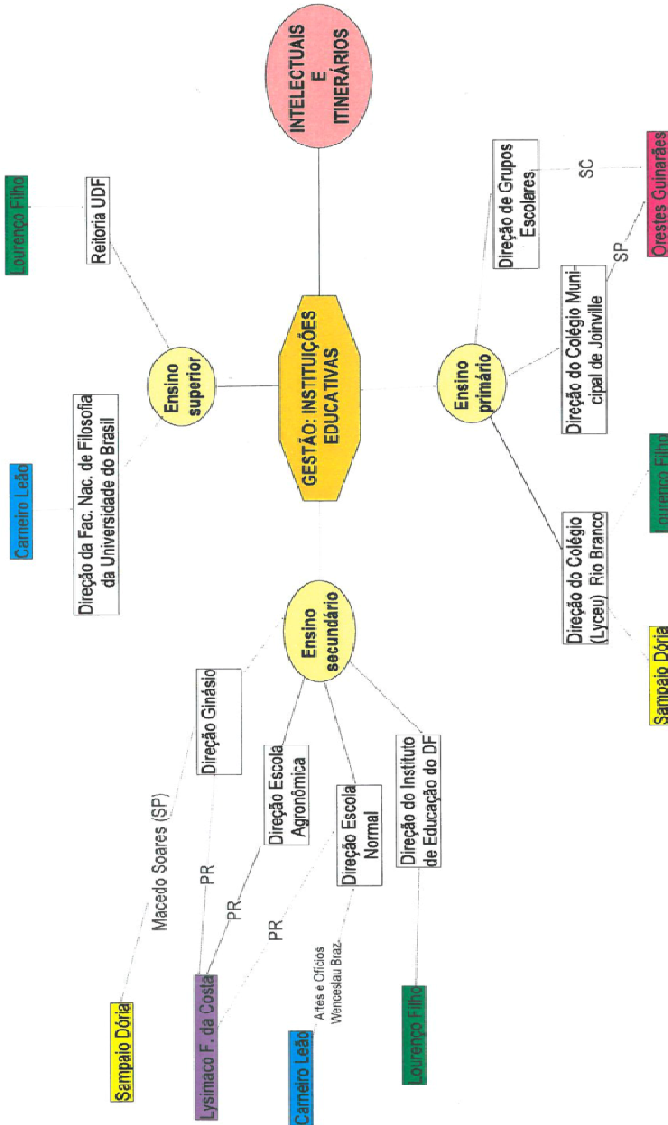 Sampaio Dória
Macedo Soares (SP)
Lysimaco F. da Costa
PR
PR
PR
Carneiro Leão
Artes e Ofícios
Wenceslau Braz
Lourenço Filho
Direção Ginásio
Direção Escola
Agronômica
Direção Escola
Normal
Direção do Instituto
de Educação do DF
Ensino
secundário
Carneiro Leão
Direção da Fac. Nac. de Filosofia
da Universidade do Brasil
Lourenço Filho
Reitoria UDF
Ensino
superior
GESTÃO: INSTITUIÇÕES
EDUCATIVAS
INTELECTUAIS
E
ITINERÁRIOS
Ensino
primário
Direção do Colégio
(Lyceu) Rio Branco
Direção do Colégio Muni-
cipal de Joinville
Direção de Grupos
Escolares
Sampaio Dória
Lourenço Filho
SP
SC
Orestes Guinarães